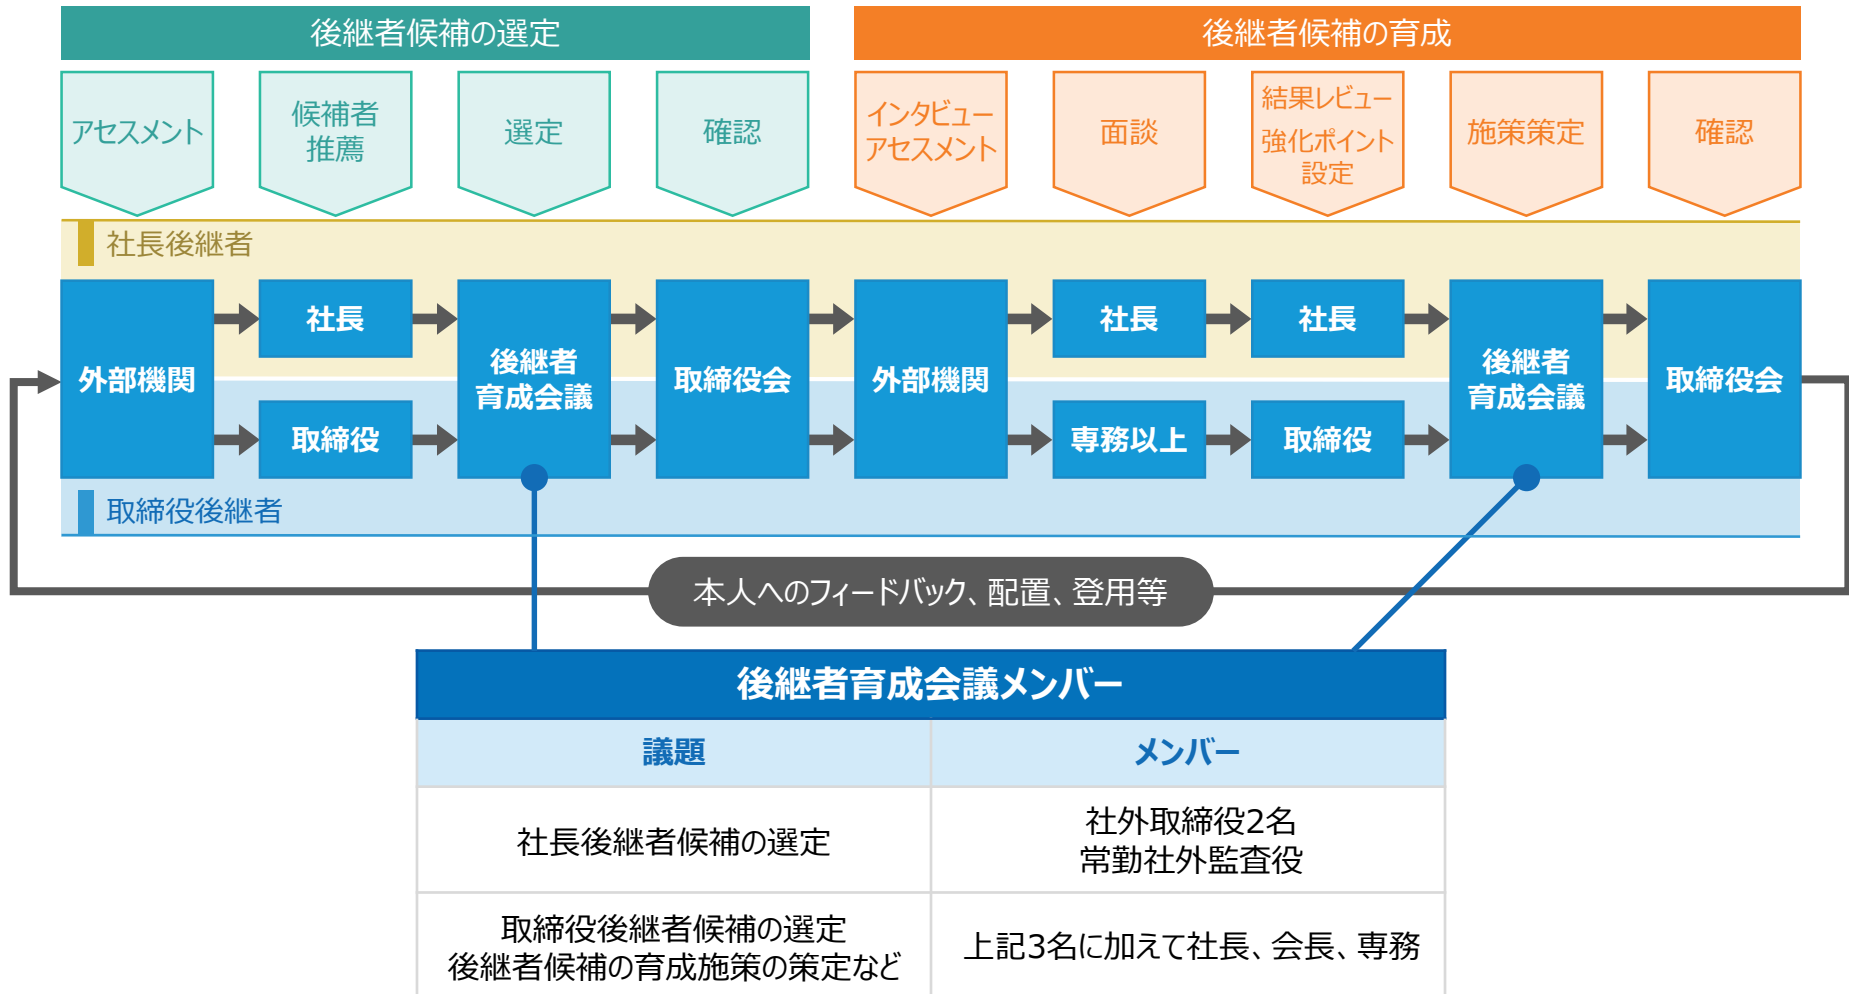 後継者候補の選定
後継者候補の育成
アセスメント
候補者
推薦
選定
確認
インタビュー
アセスメント
面談
結果レビュー
強化ポイント
設定
施策策定
確認
社長後継者
外部機関
社長
取締役
後継者
育成会議
取締役会
外部機関
社長
専務以上
社長
取締役
後継者
育成会議
取締役会
取締役後継者
本人へのフィードバック、配置、登用等
後継者育成会議メンバー
議題
メンバー
社長後継者候補の選定
社外取締役2名
常勤社外監査役
取締役後継者候補の選定
後継者候補の育成施策の策定など
上記3名に加えて社長、会長、専務